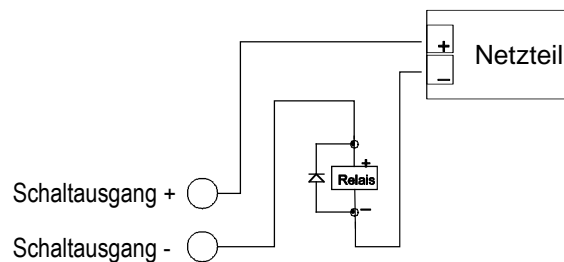 +
Netzteil
–
+
Relais
–
Schaltausgang +
Schaltausgang -